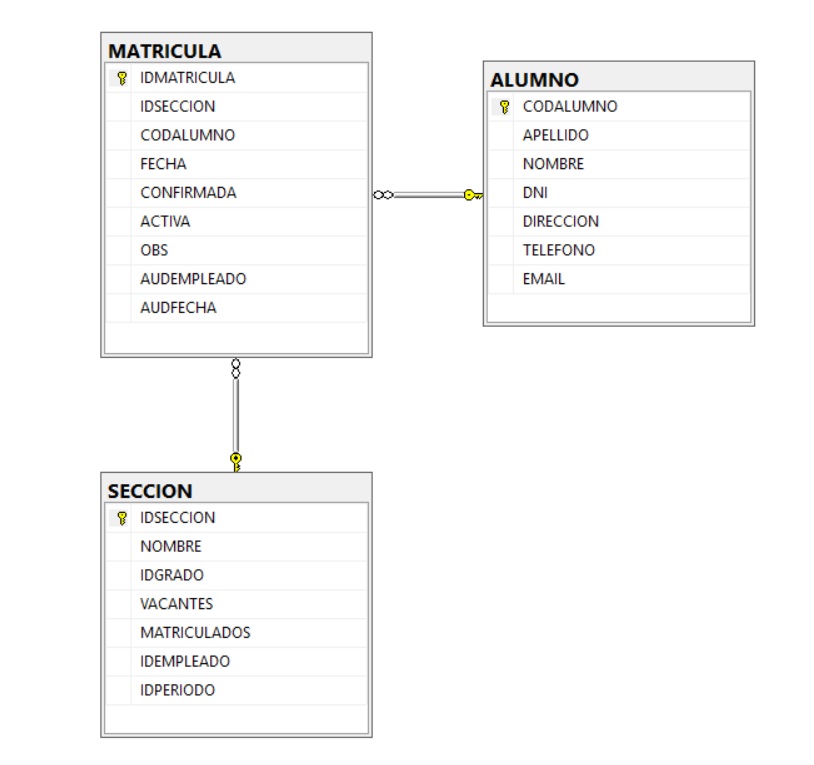 MATRICULA
IDMATRICULA
IDSECCION
CODALUMNO
FECHA
CONFIRMADA
ACTIVA
OBS
AUDEMPLEADO
AUDFECHA
ALUMNO
CODALUMNO
APELLIDO
NOMBRE
DNI
DIRECCION
TELEFONO
EMAIL
SECCION
IDSECCION
NOMBRE
IDGRADO
VACANTES
MATRICULADOS
IDEMPLEADO
IDPERIODO